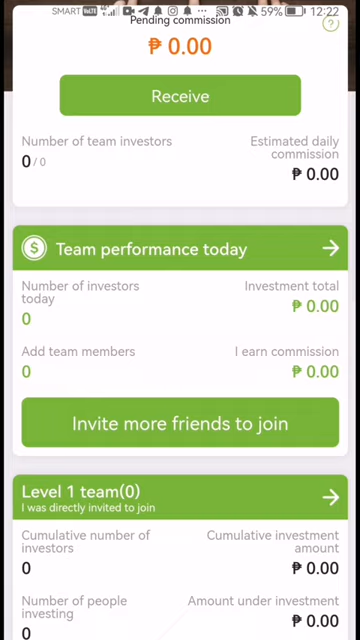 SMART VoLTE 4G 59% 12:22
Pending commission
?
₱ 0.00
Receive
Number of team investors
0 / 0
Estimated daily
commission
₱ 0.00
$ Team performance today
Number of investors
today
0
Investment total
₱ 0.00
Add team members
0
I earn commission
₱ 0.00
Invite more friends to join
Level 1 team(0)
I was directly invited to join
Cumulative number of
investors
0
Cumulative investment
amount
₱ 0.00
Number of people
investing
0
Amount under investment
₱ 0.00